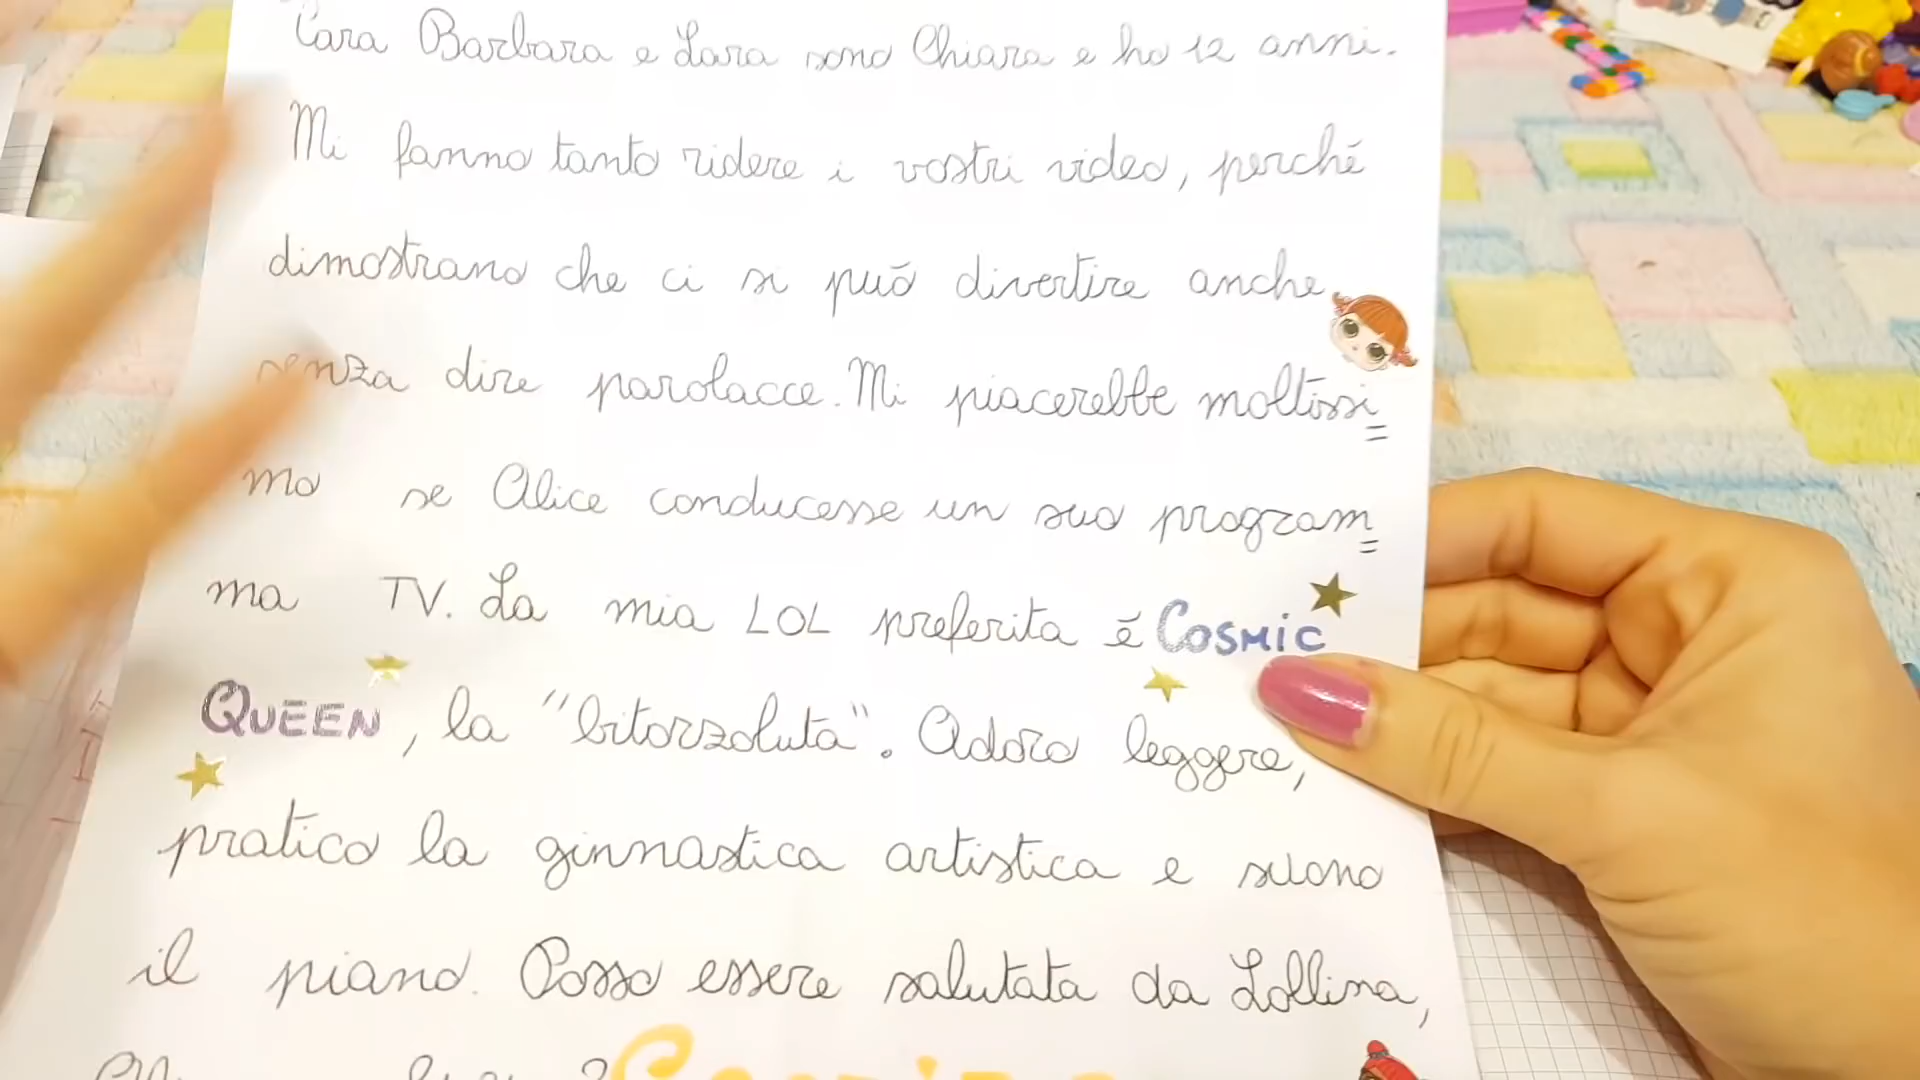 Cara Barbara e Lara sono Chiara e ho 12 anni.
Mi fanno tanto ridere i vostri video, perché
dimostrano che ci si può divertire anche
senza dire parolacce. Mi piacerebbe moltissi=
mo se Alice conducesse un suo program=
ma TV. La mia LOL preferita é COSMiC
QUEEN, la "bitorzoluta". Adoro leggere,
pratico la ginnastica artistica e suono
il piano. Posso essere salutata da Lollina,